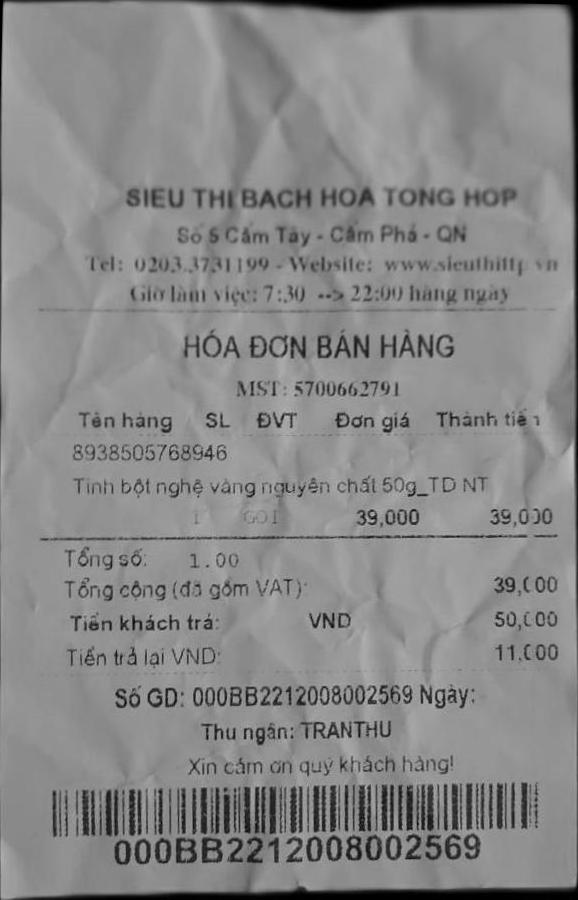 SIEU THI BACH HOA TONG HOP
Số 5 Cẩm Tây - Cẩm Phả - QN
Tel: 0203.3731199 - Website: www.sieuthittp.vn
Giờ làm việc: 7:30 --> 22:00 hàng ngày
HÓA ĐƠN BÁN HÀNG
MST: 5700662791
Tên hàng SL ĐVT Đơn giá Thành tiền
8938505768946
Tinh bột nghệ vàng nguyên chất 50g_TD NT
1 GOI 39,000 39,000
Tổng số: 1.00
Tổng cộng (đã gồm VAT): 39,000
Tiền khách trả: VND 50,000
Tiền trả lại VND: 11,000
Số GD: 000BB2212008002569 Ngày:
Thu ngân: TRANTHU
Xin cám ơn quý khách hàng!
000BB2212008002569